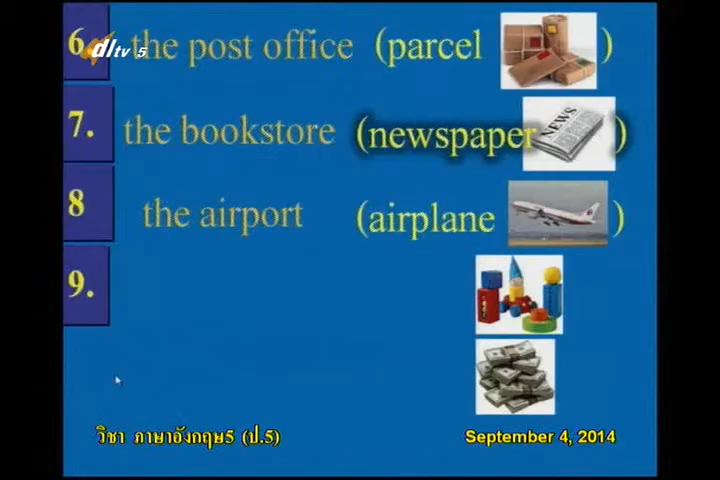 6. the post office (parcel )
dltv 5
7. the bookstore (newspaper )
NEWS
8 the airport (airplane )
9.
วิชา ภาษาอังกฤษ5 (ป.5)
September 4, 2014